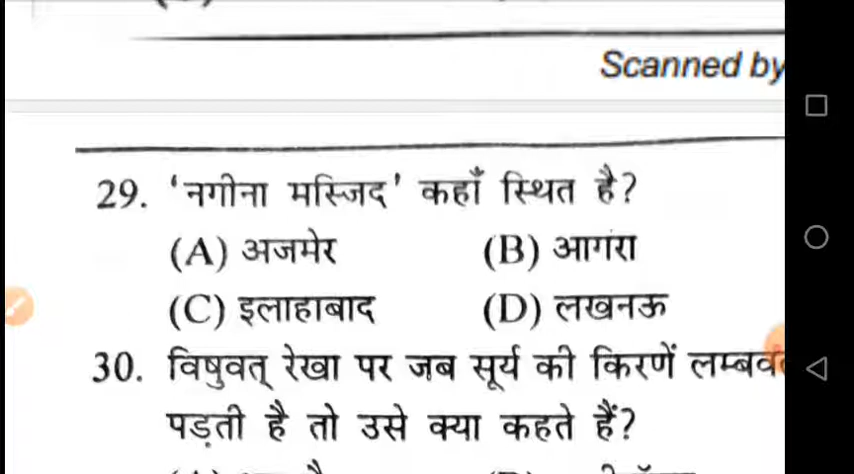 Scanned by
29. 'नगीना मस्जिद' कहाँ स्थित है?
(A) अजमेर (B) आगरा
(C) इलाहाबाद (D) लखनऊ
30. विषुवत् रेखा पर जब सूर्य की किरणें
पड़ती है तो उसे क्या कहते हैं?